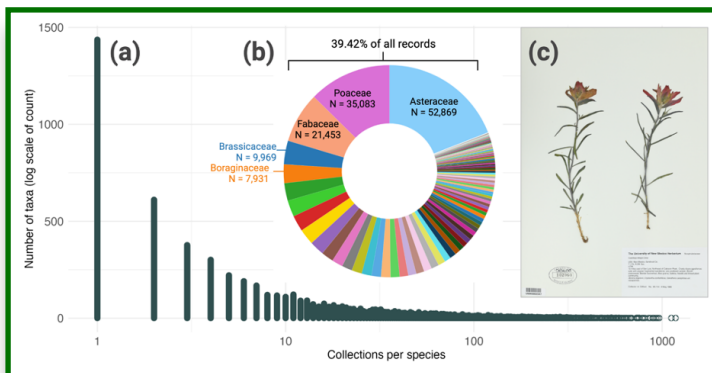 1500
1000
500
0
Number of taxa (log scale of count)
1
10
100
1000
Collections per species
(a)
(b)
39.42% of all records
Poaceae
N = 35,083
Asteraceae
N = 52,869
Fabaceae
N = 21,453
Brassicaceae
N = 9,969
Boraginaceae
N = 7,931
(c)